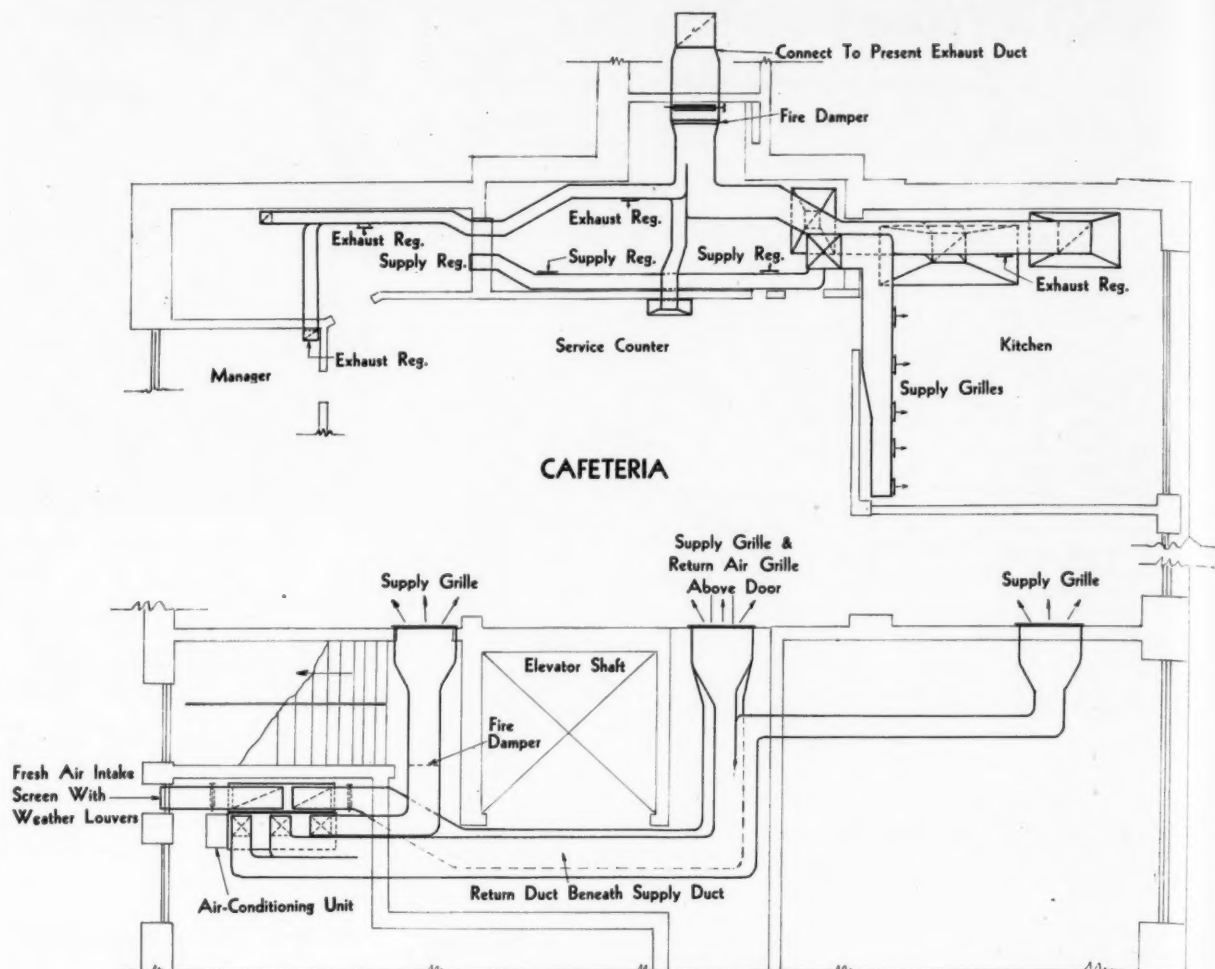 Connect To Present Exhaust Duct
Fire Damper
Exhaust Reg.
Exhaust Reg.
Supply Reg.
Supply Reg.
Supply Reg.
Exhaust Reg.
Manager
Exhaust Reg.
Service Counter
Kitchen
Supply Grilles
CAFETERIA
Supply Grille
Supply Grille &
Return Air Grille
Above Door
Supply Grille
Elevator Shaft
Fire
Damper
Fresh Air Intake
Screen With
Weather Louvers
Air-Conditioning Unit
Return Duct Beneath Supply Duct